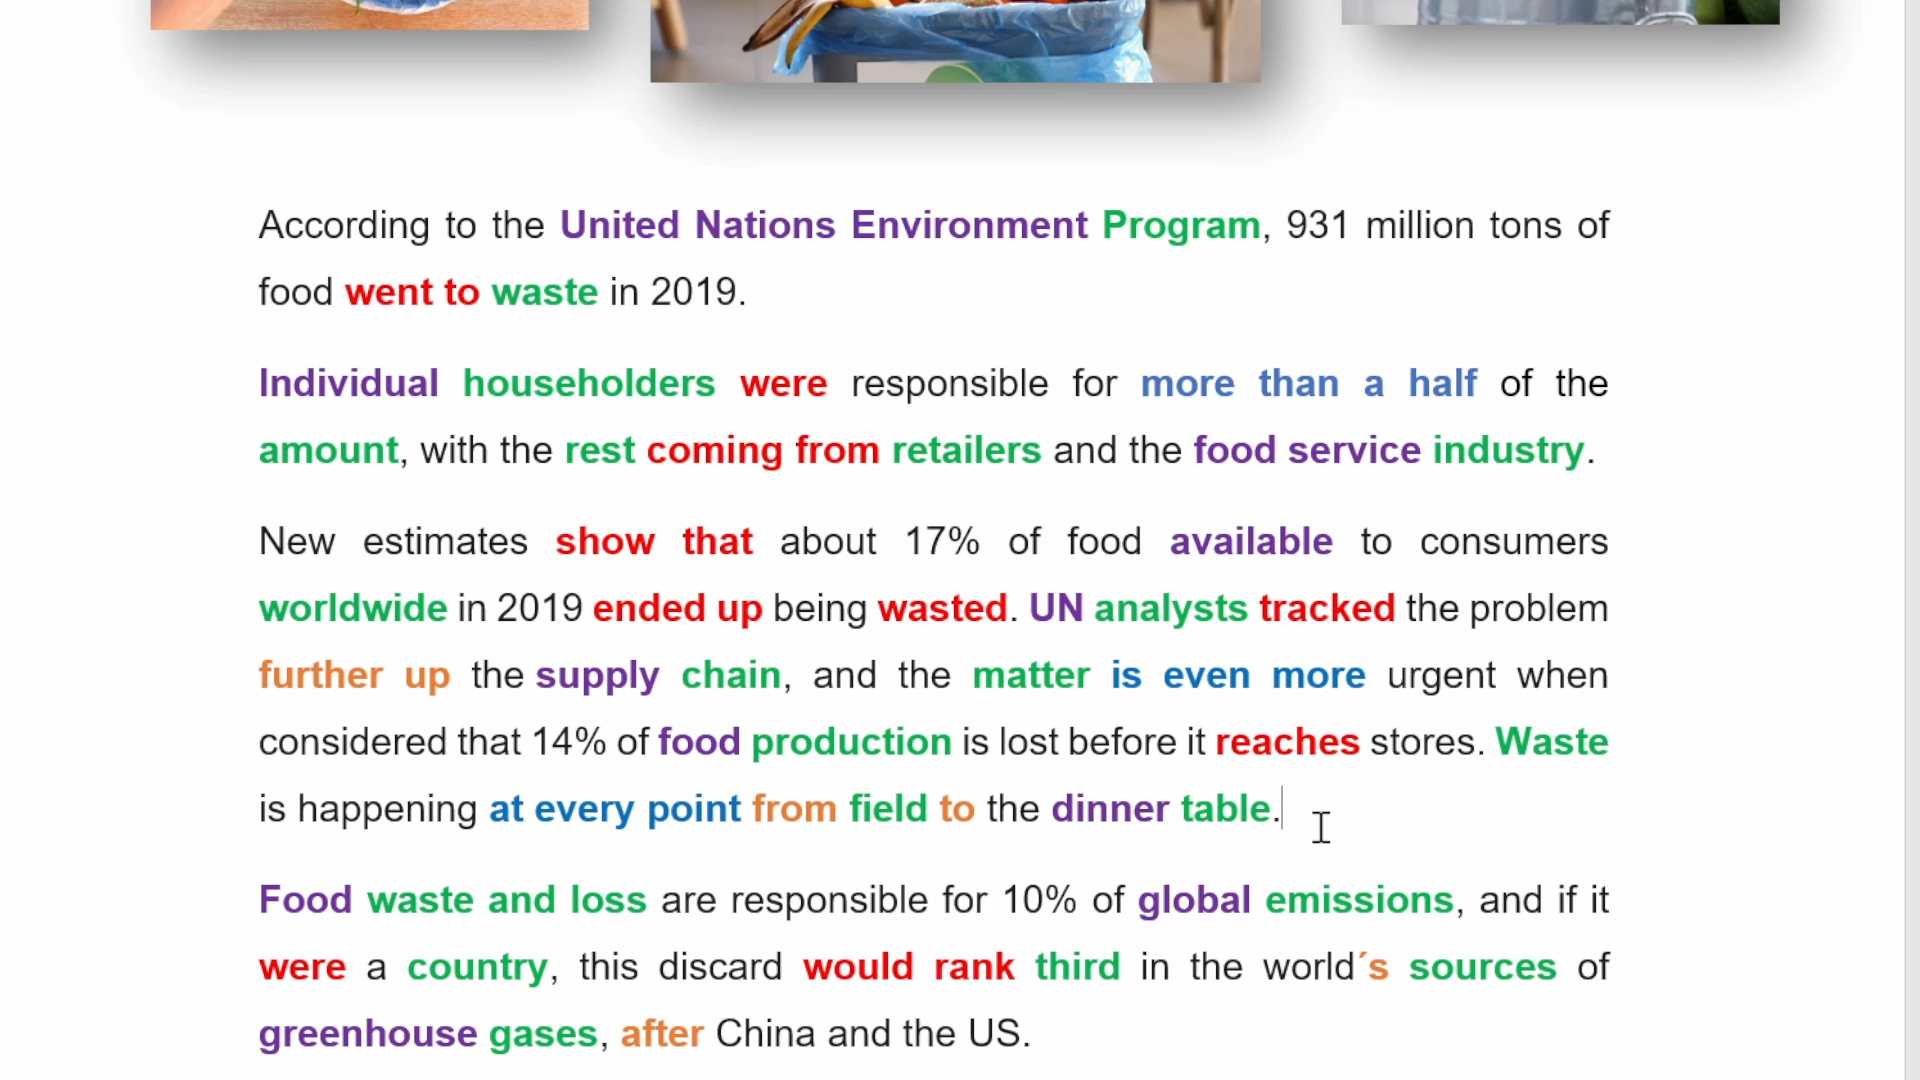 According to the United Nations Environment Program, 931 million tons of
food went to waste in 2019.
Individual householders were responsible for more than a half of the
amount, with the rest coming from retailers and the food service industry.
New estimates show that about 17% of food available to consumers
worldwide in 2019 ended up being wasted. UN analysts tracked the problem
further up the supply chain, and the matter is even more urgent when
considered that 14% of food production is lost before it reaches stores. Waste
is happening at every point from field to the dinner table.
Food waste and loss are responsible for 10% of global emissions, and if it
were a country, this discard would rank third in the world´s sources of
greenhouse gases, after China and the US.